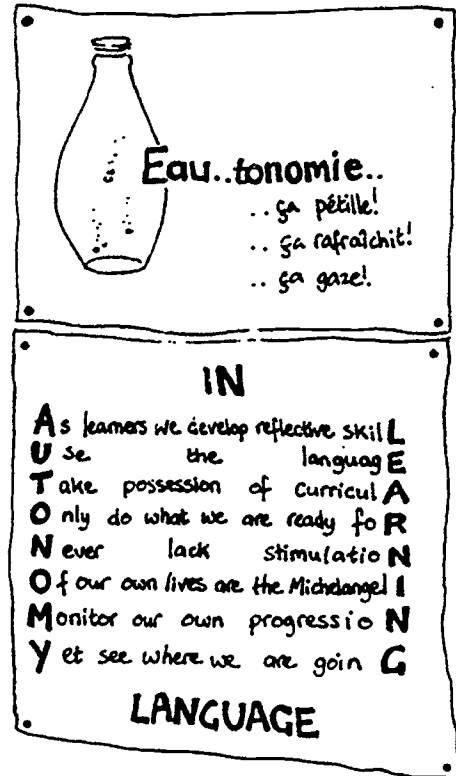 Eau..tonomie..
.. ça pétille!
.. ça rafraîchit!
.. ça gaze!
IN
As learners we develop reflective skilL
Use the languagE
Take possession of curriculA
Only do what we are ready foR
Never lack stimulatioN
Of our own lives are the MichelangelI
Monitor our own progressioN
Yet see where we are goinG
LANGUAGE